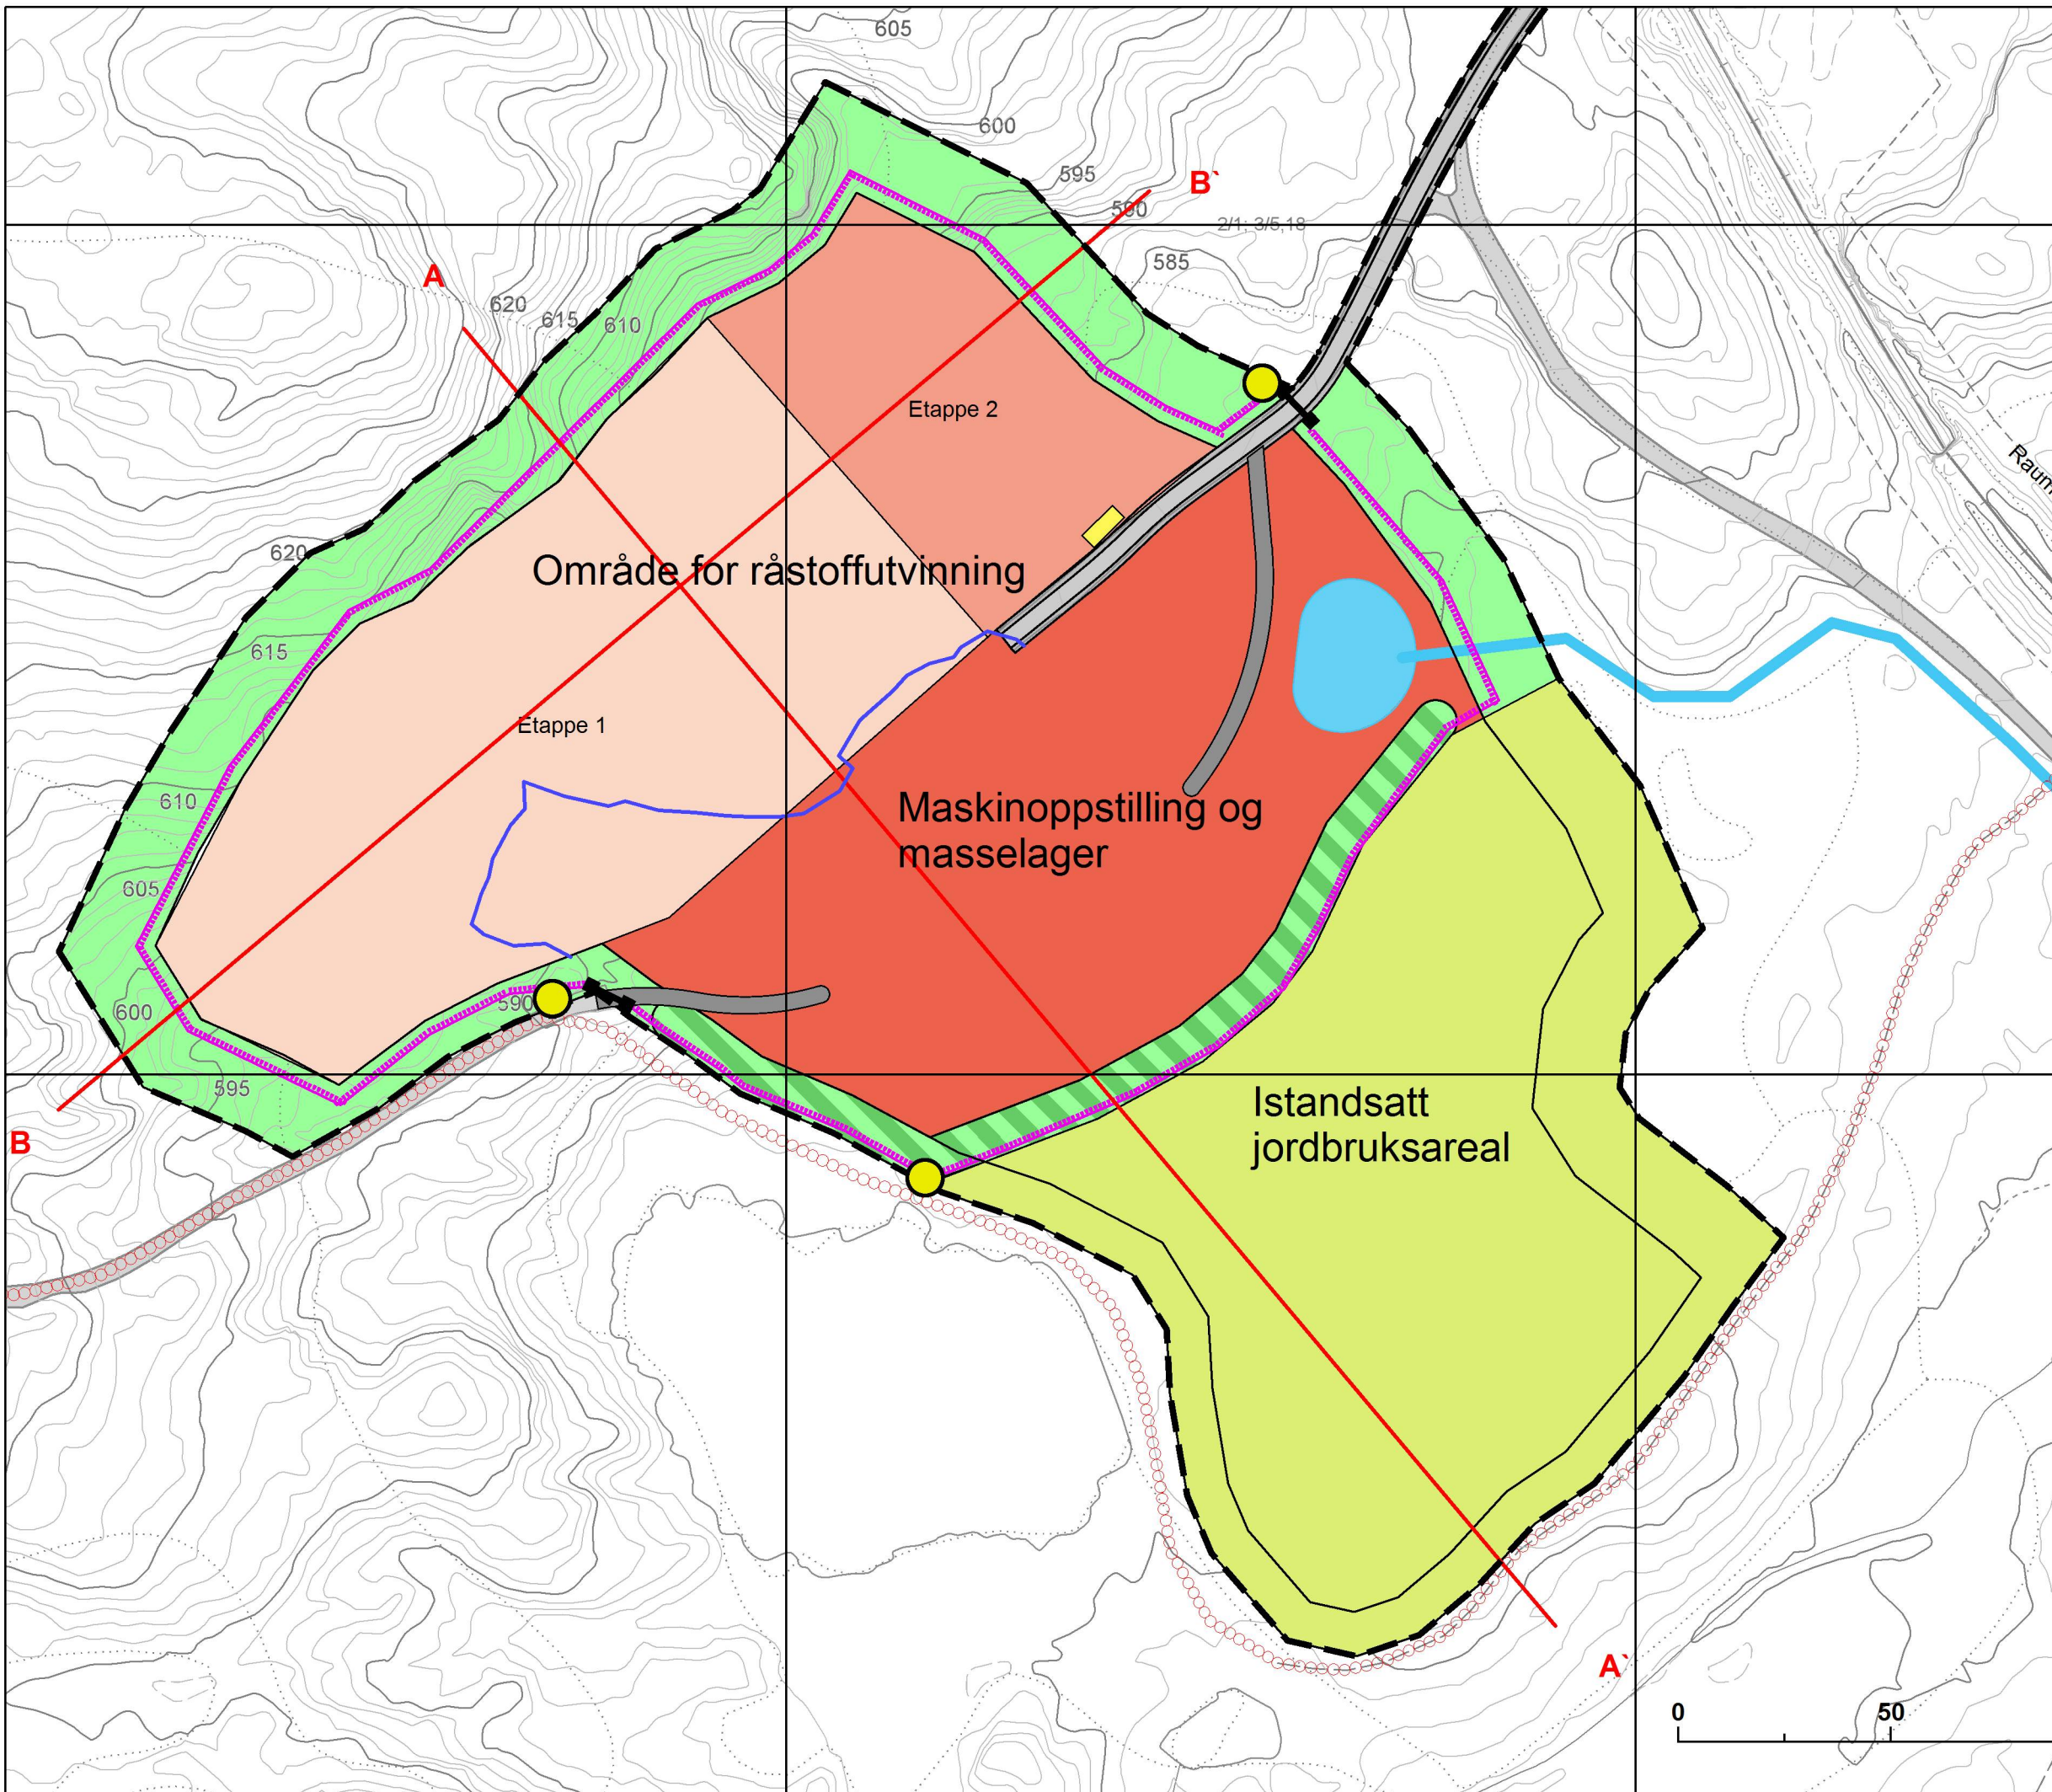 605
600
595
B`
590
2/1; 3/5,18
585
A
620
615
610
Etappe 2
Raum
620
Område for råstoffutvinning
615
Etappe 1
610
Maskinoppstilling og
masselager
605
590
600
595
Istandsatt
jordbruksareal
B
A`
0 50